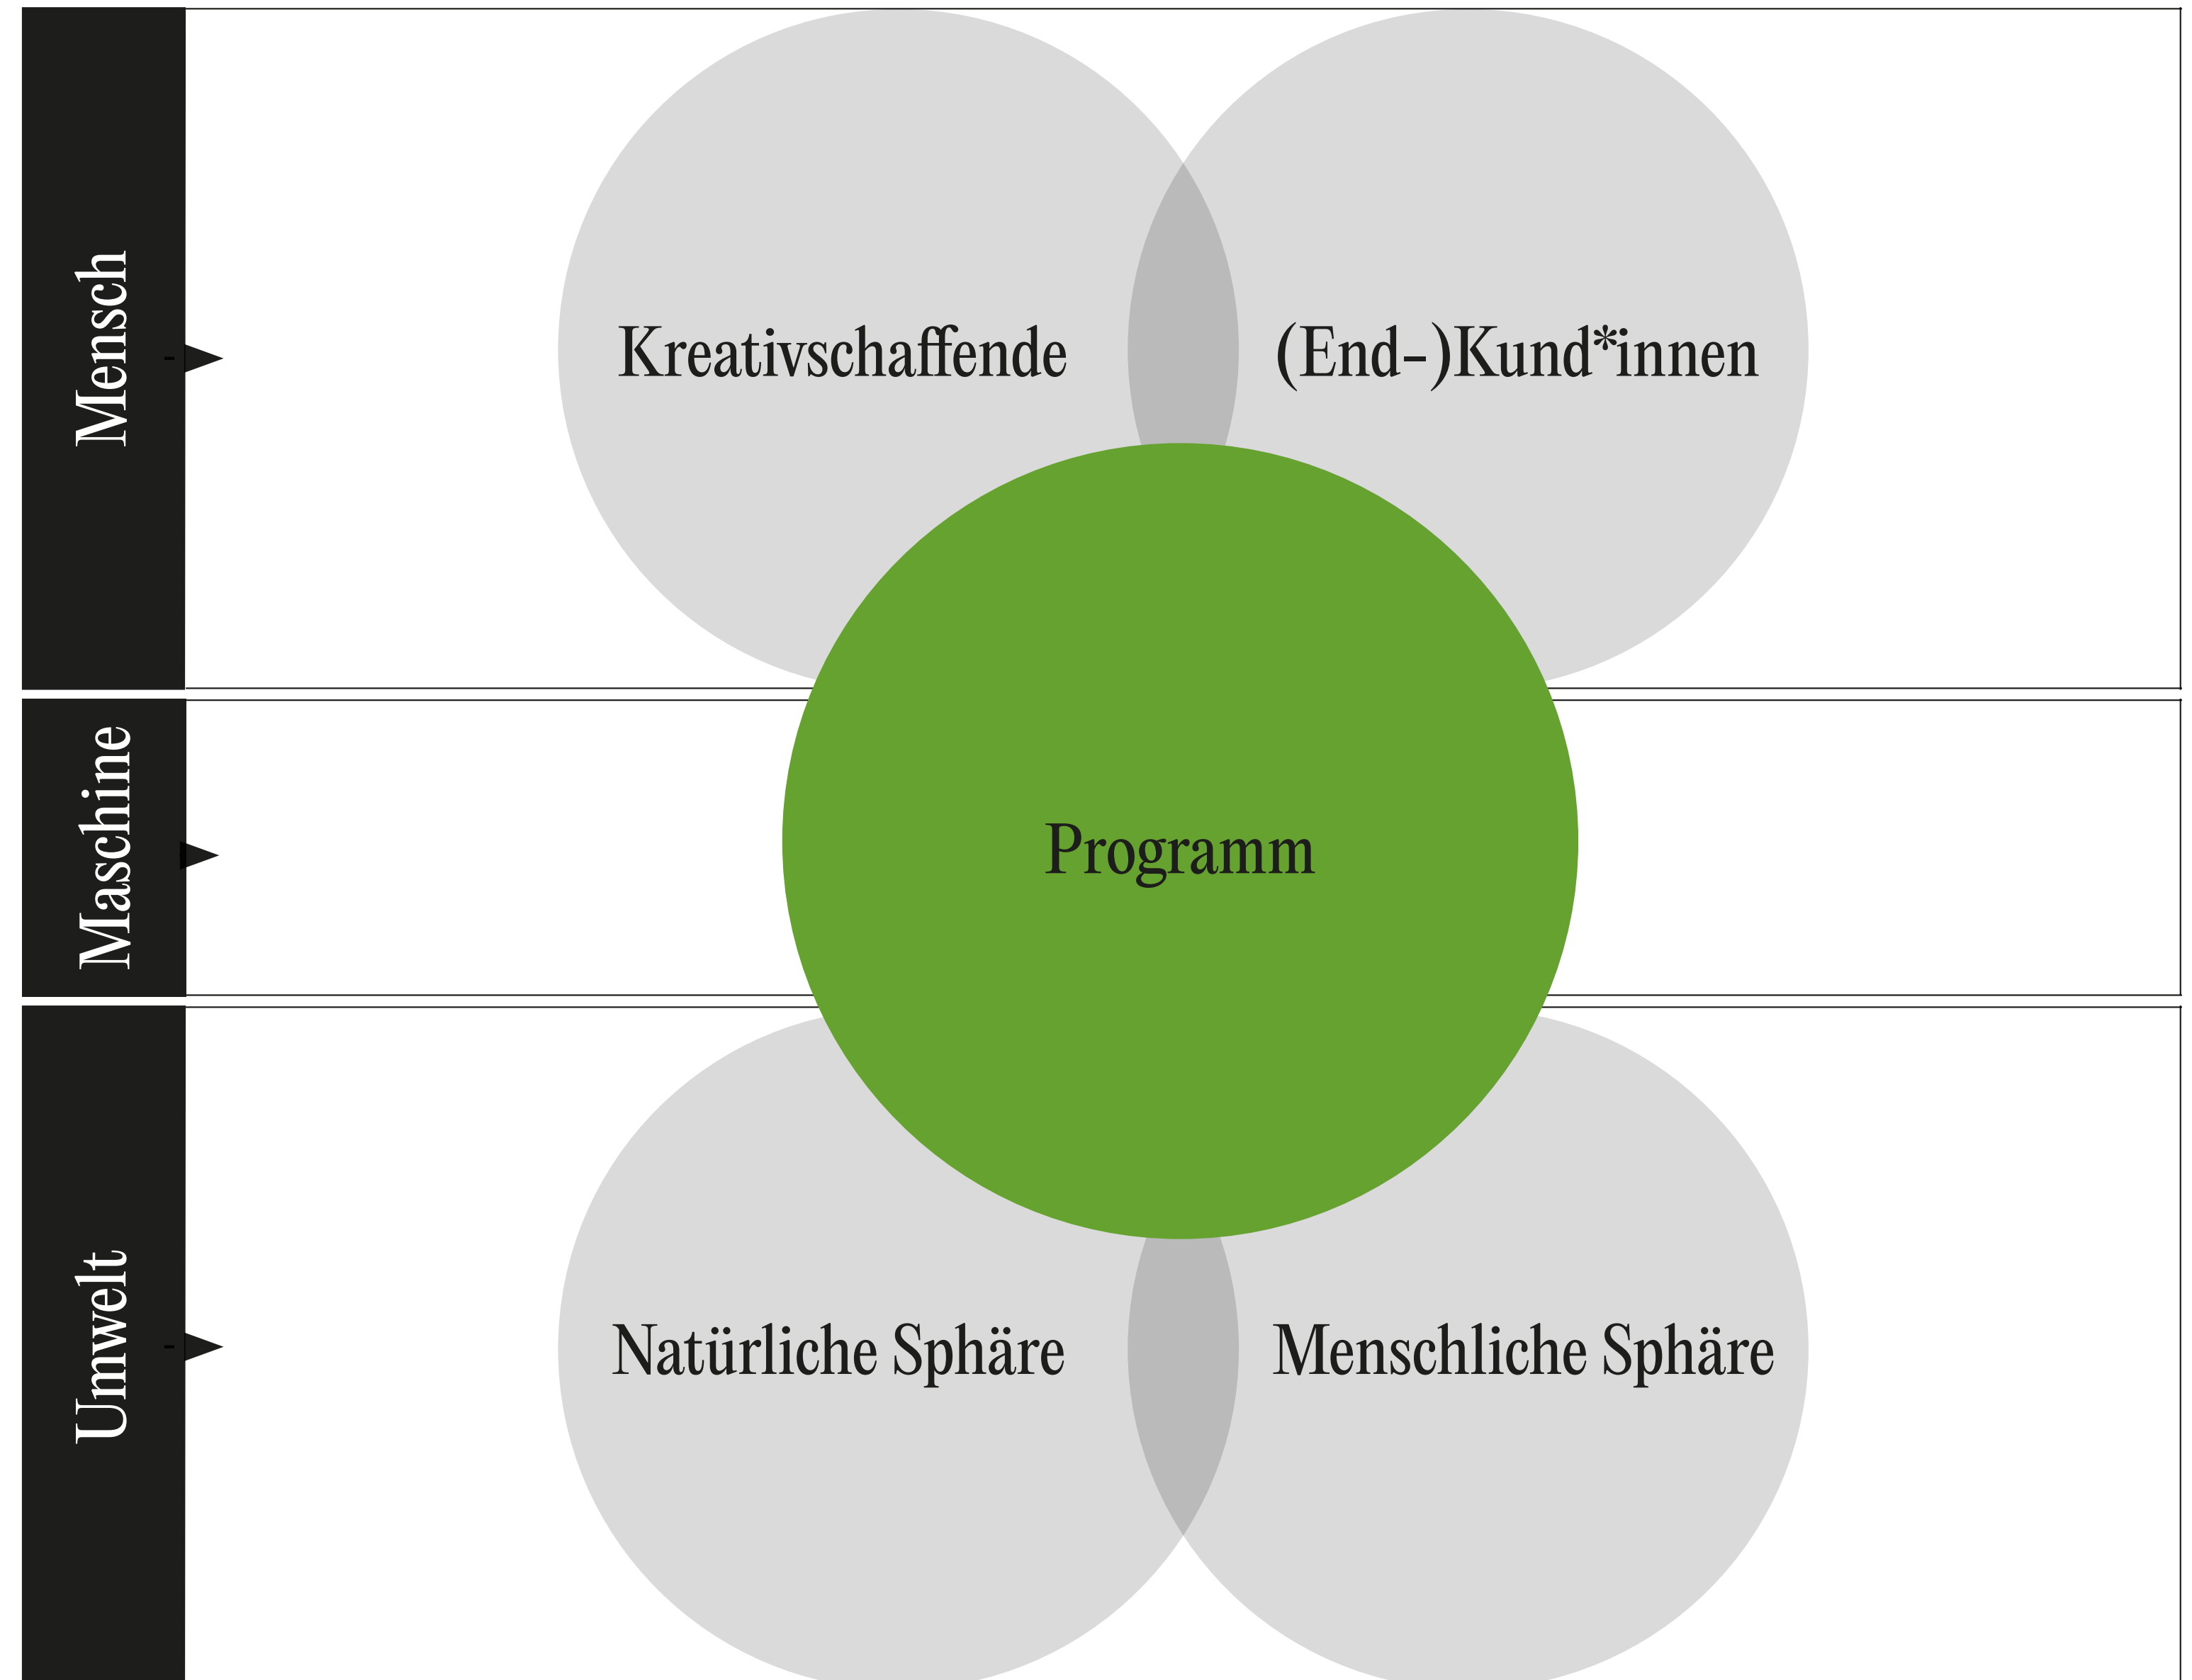 Mensch
Kreativschaffende
(End-)Kund*innen
Maschine
Programm
Umwelt
Natürliche Sphäre
Menschliche Sphäre